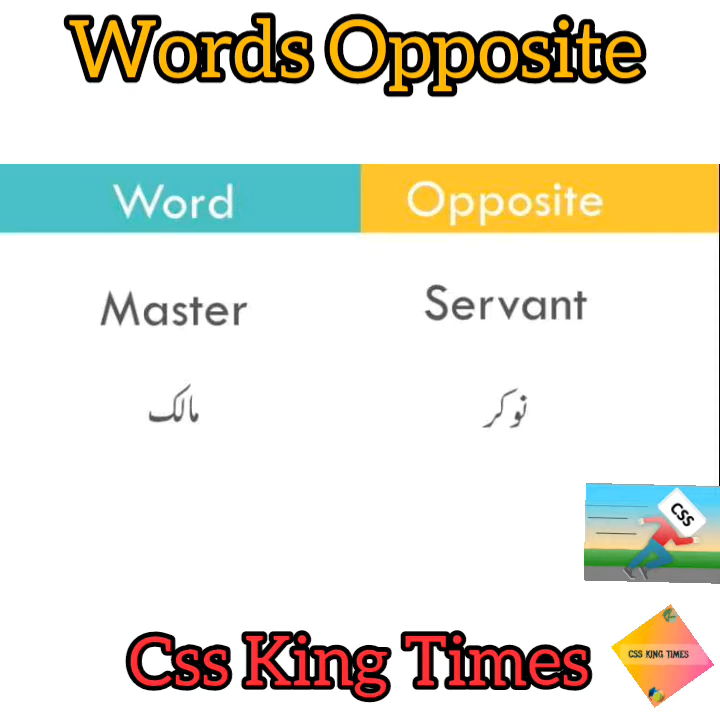 Words Opposite
Word Opposite
Master Servant
مالک نوکر
CSS
Css King Times
CSS KING TIMES